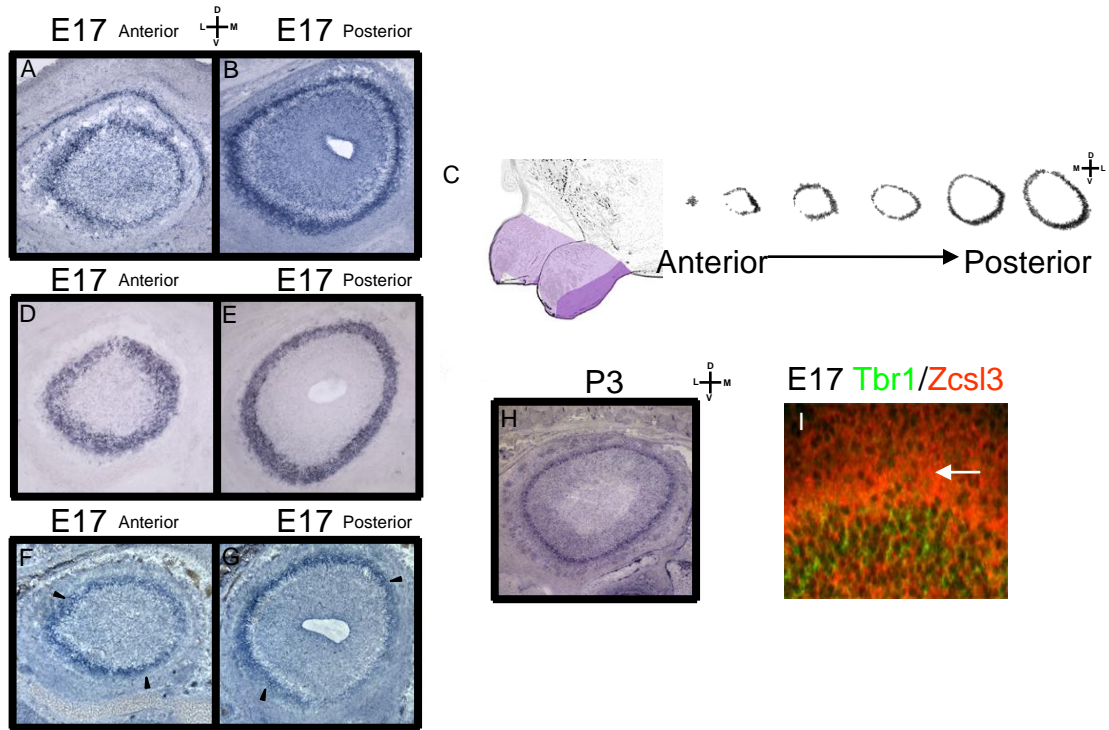 E17 Anterior
D
L M
V
E17 Posterior
A
B
C
D
M L
V
Anterior
Posterior
E17 Anterior
E17 Posterior
D
E
P3
D
L M
V
E17 Tbr1/Zcsl3
H
I
E17 Anterior
E17 Posterior
F
G